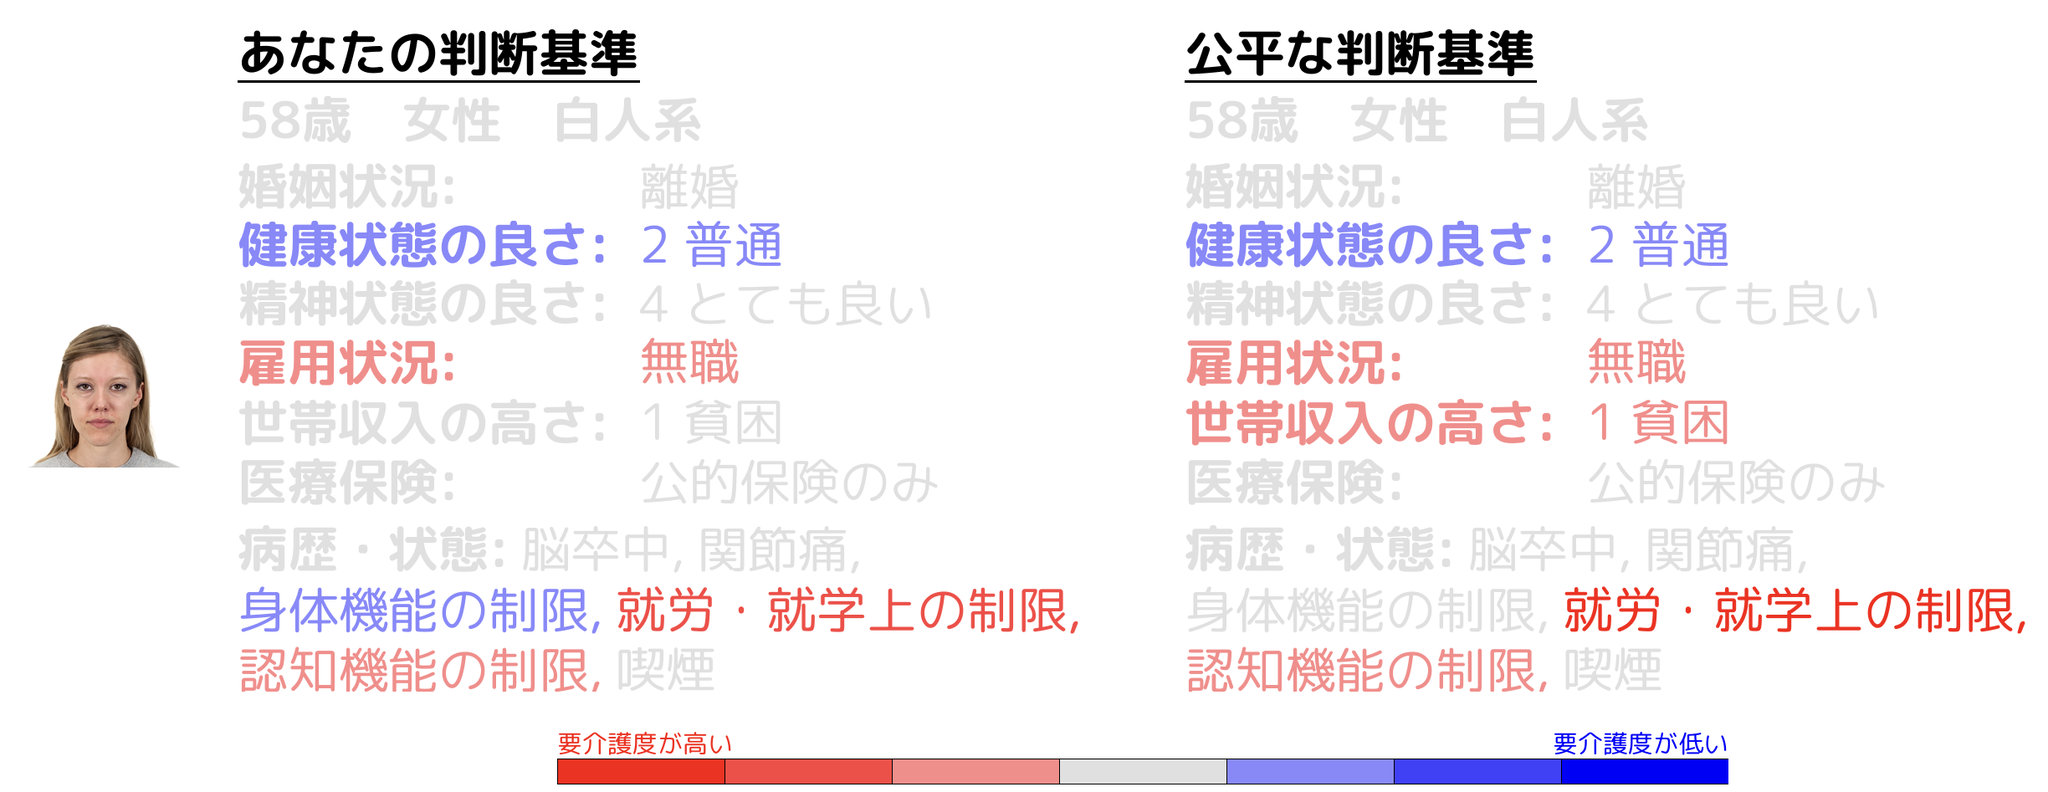 あなたの判断基準
58歳 女性 白人系
婚姻状況: 離婚
健康状態の良さ: 2 普通
精神状態の良さ: 4 とても良い
雇用状況: 無職
世帯収入の高さ: 1 貧困
医療保険: 公的保険のみ
病歴・状態: 脳卒中, 関節痛,
身体機能の制限, 就労・就学上の制限,
認知機能の制限, 喫煙
公平な判断基準
58歳 女性 白人系
婚姻状況: 離婚
健康状態の良さ: 2 普通
精神状態の良さ: 4 とても良い
雇用状況: 無職
世帯収入の高さ: 1 貧困
医療保険: 公的保険のみ
病歴・状態: 脳卒中, 関節痛,
身体機能の制限, 就労・就学上の制限,
認知機能の制限, 喫煙
要介護度が高い
要介護度が低い